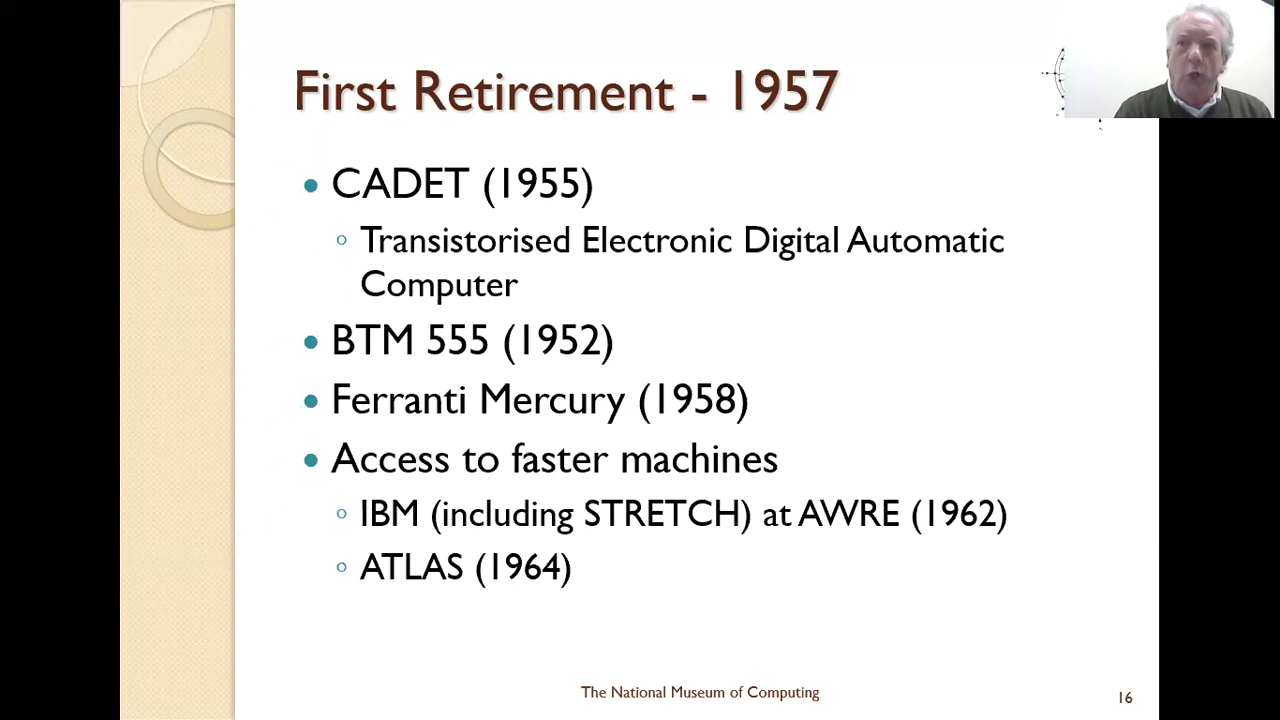 First Retirement - 1957
• CADET (1955)
◦ Transistorised Electronic Digital Automatic
Computer
• BTM 555 (1952)
• Ferranti Mercury (1958)
• Access to faster machines
◦ IBM (including STRETCH) at AWRE (1962)
◦ ATLAS (1964)
The National Museum of Computing
16